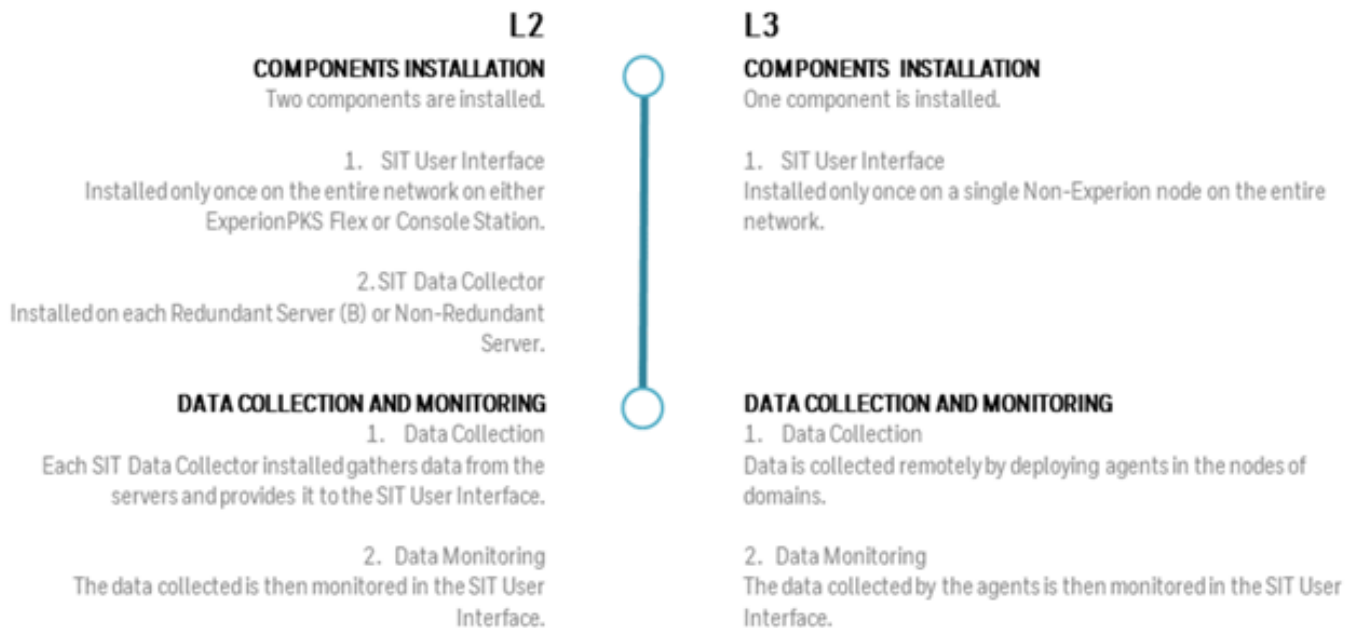 L2
COMPONENTS INSTALLATION
Two components are installed.
1. SIT User Interface
Installed only once on the entire network on either
ExperionPKS Flex or Console Station.
2. SIT Data Collector
Installed on each Redundant Server (B) or Non-Redundant
Server.
DATA COLLECTION AND MONITORING
1. Data Collection
Each SIT Data Collector installed gathers data from the
servers and provides it to the SIT User Interface.
2. Data Monitoring
The data collected is then monitored in the SIT User
Interface.
L3
COMPONENTS INSTALLATION
One component is installed.
1. SIT User Interface
Installed only once on a single Non-Experion node on the entire
network.
DATA COLLECTION AND MONITORING
1. Data Collection
Data is collected remotely by deploying agents in the nodes of
domains.
2. Data Monitoring
The data collected by the agents is then monitored in the SIT User
Interface.